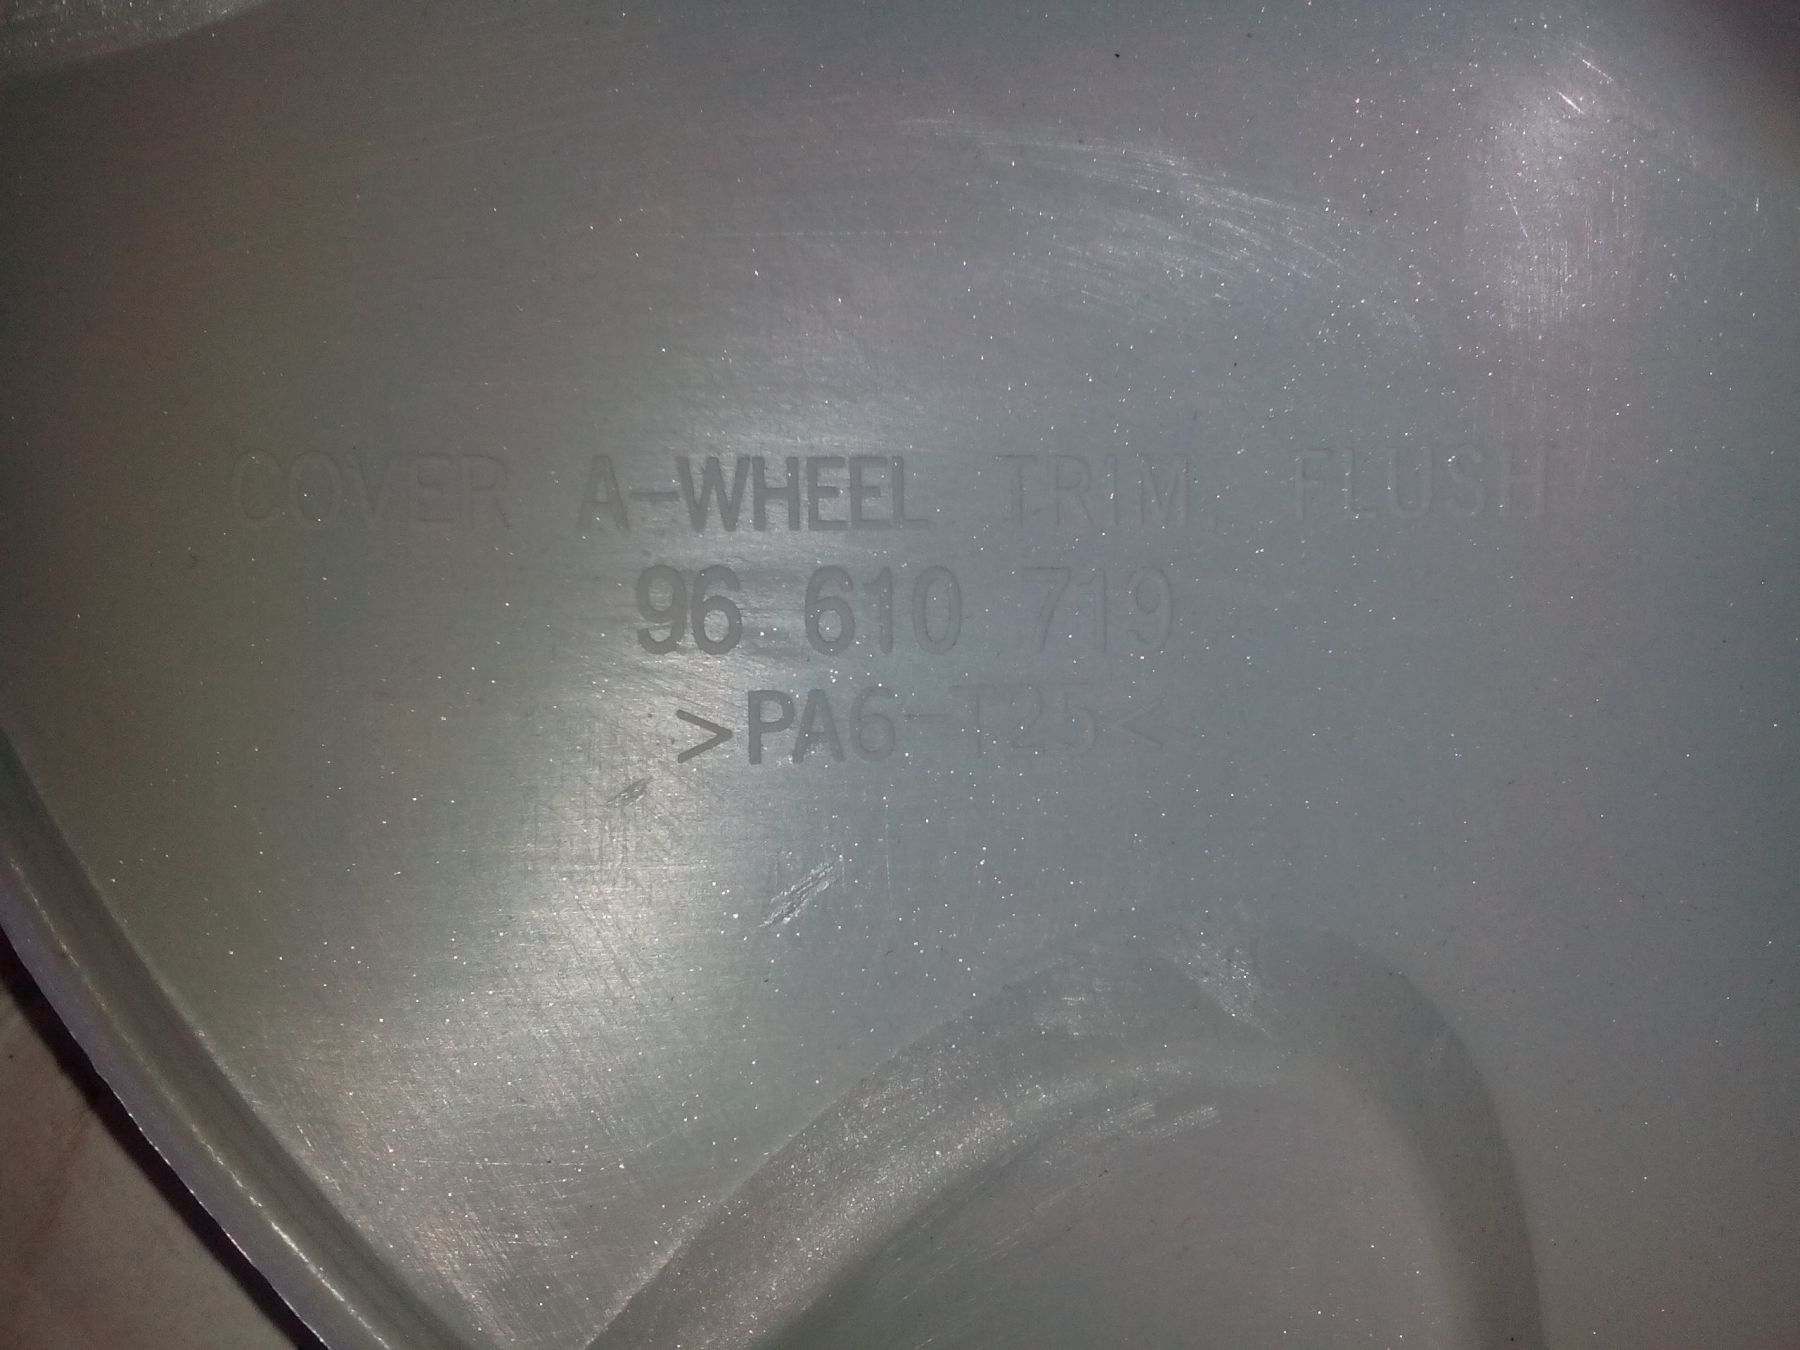 COVER A-WHEEL TRIM, FLUSH
96 610 719
>PA6-T25<